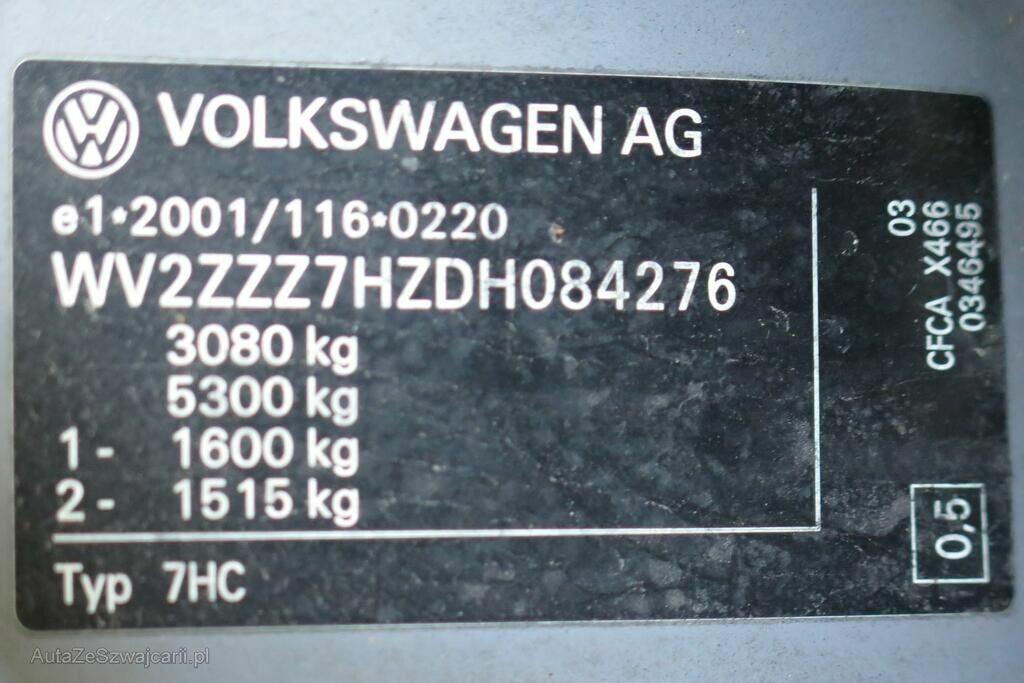 VOLKSWAGEN AG
e1*2001/116*0220
WV2ZZZ7HZDH084276
3080 kg
5300 kg
1 - 1600 kg
2 - 1515 kg
Typ 7HC
03
CFCA X466
0346495
0,5
AutaZeSzwajcarii.pl